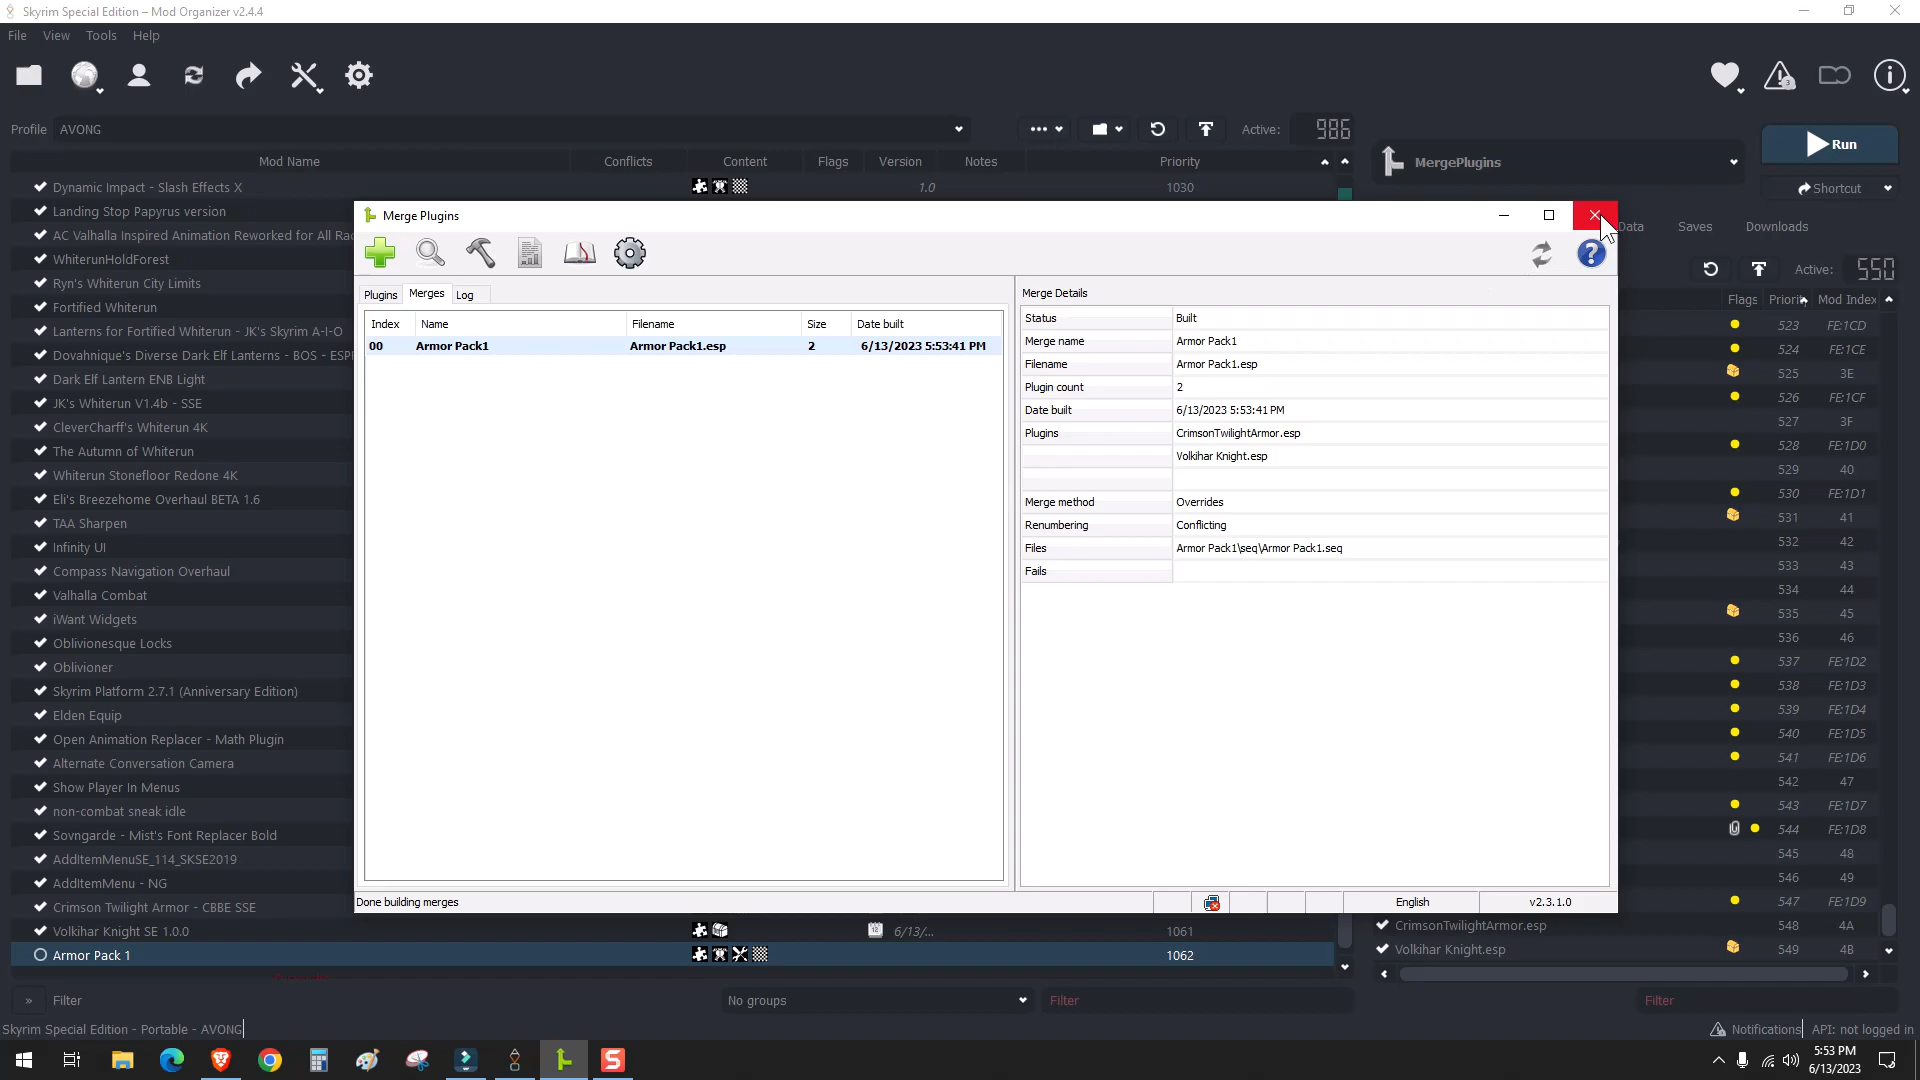 Skyrim Special Edition – Mod Organizer v2.4.4
File View Tools Help
Profile AVONG Active: 986
MergePlugins
Run
Shortcut
Mod Name Conflicts Content Flags Version Notes Priority
Dynamic Impact - Slash Effects X 1.0 1030
Landing Stop Papyrus version
AC Valhalla Inspired Animation Reworked for All Rac
WhiterunHoldForest
Ryn's Whiterun City Limits
Fortified Whiterun
Lanterns for Fortified Whiterun - JK's Skyrim A-I-O
Dovahnique's Diverse Dark Elf Lanterns - BOS - ESPF
Dark Elf Lantern ENB Light
JK's Whiterun V1.4b - SSE
CleverCharff's Whiterun 4K
The Autumn of Whiterun
Whiterun Stonefloor Redone 4K
Eli's Breezehome Overhaul BETA 1.6
TAA Sharpen
Infinity UI
Compass Navigation Overhaul
Valhalla Combat
iWant Widgets
Oblivionesque Locks
Oblivioner
Skyrim Platform 2.7.1 (Anniversary Edition)
Elden Equip
Open Animation Replacer - Math Plugin
Alternate Conversation Camera
Show Player In Menus
non-combat sneak idle
Sovngarde - Mist's Font Replacer Bold
AddItemMenuSE_114_SKSE2019
AddItemMenu - NG
Crimson Twilight Armor - CBBE SSE
Volkihar Knight SE 1.0.0 6/13/... 1061
Armor Pack 1 1062
» Filter
No groups
Filter
Merge Plugins
Plugins Merges Log
Index Name Filename Size Date built
00 Armor Pack1 Armor Pack1.esp 2 6/13/2023 5:53:41 PM
Merge Details
Status Built
Merge name Armor Pack1
Filename Armor Pack1.esp
Plugin count 2
Date built 6/13/2023 5:53:41 PM
Plugins CrimsonTwilightArmor.esp
Volkihar Knight.esp
Merge method Overrides
Renumbering Conflicting
Files Armor Pack1\seq\Armor Pack1.seq
Fails
Done building merges English v2.3.1.0
Data Saves Downloads
Active: 550
Flags Priority Mod Index
523 FE:1CD
524 FE:1CE
525 3E
526 FE:1CF
527 3F
528 FE:1D0
529 40
530 FE:1D1
531 41
532 42
533 43
534 44
535 45
536 46
537 FE:1D2
538 FE:1D3
539 FE:1D4
540 FE:1D5
541 FE:1D6
542 47
543 FE:1D7
544 FE:1D8
545 48
546 49
547 FE:1D9
CrimsonTwilightArmor.esp 548 4A
Volkihar Knight.esp 549 4B
Filter
Skyrim Special Edition - Portable - AVONG
Notifications API: not logged in
5:53 PM
6/13/2023